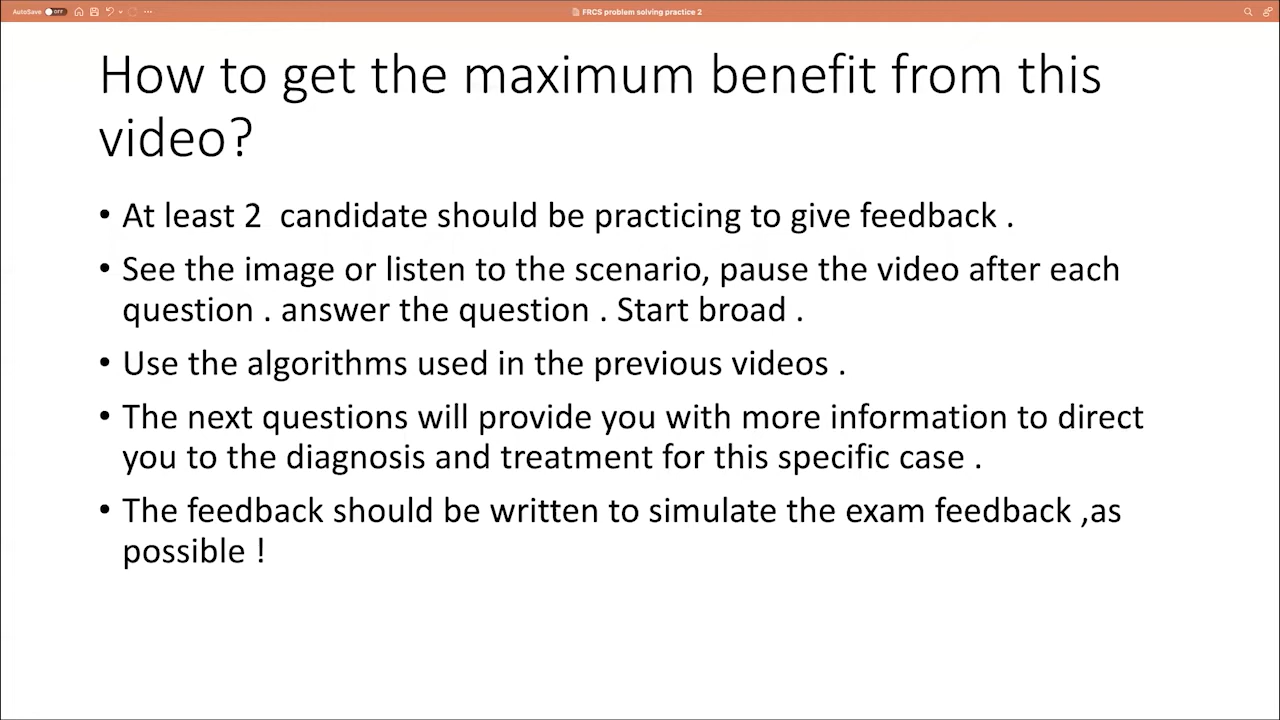 AutoSave OFF
FRCS problem solving practice 2
How to get the maximum benefit from this
video?
• At least 2  candidate should be practicing to give feedback .
• See the image or listen to the scenario, pause the video after each
question . answer the question . Start broad .
• Use the algorithms used in the previous videos .
• The next questions will provide you with more information to direct
you to the diagnosis and treatment for this specific case .
• The feedback should be written to simulate the exam feedback ,as
possible !